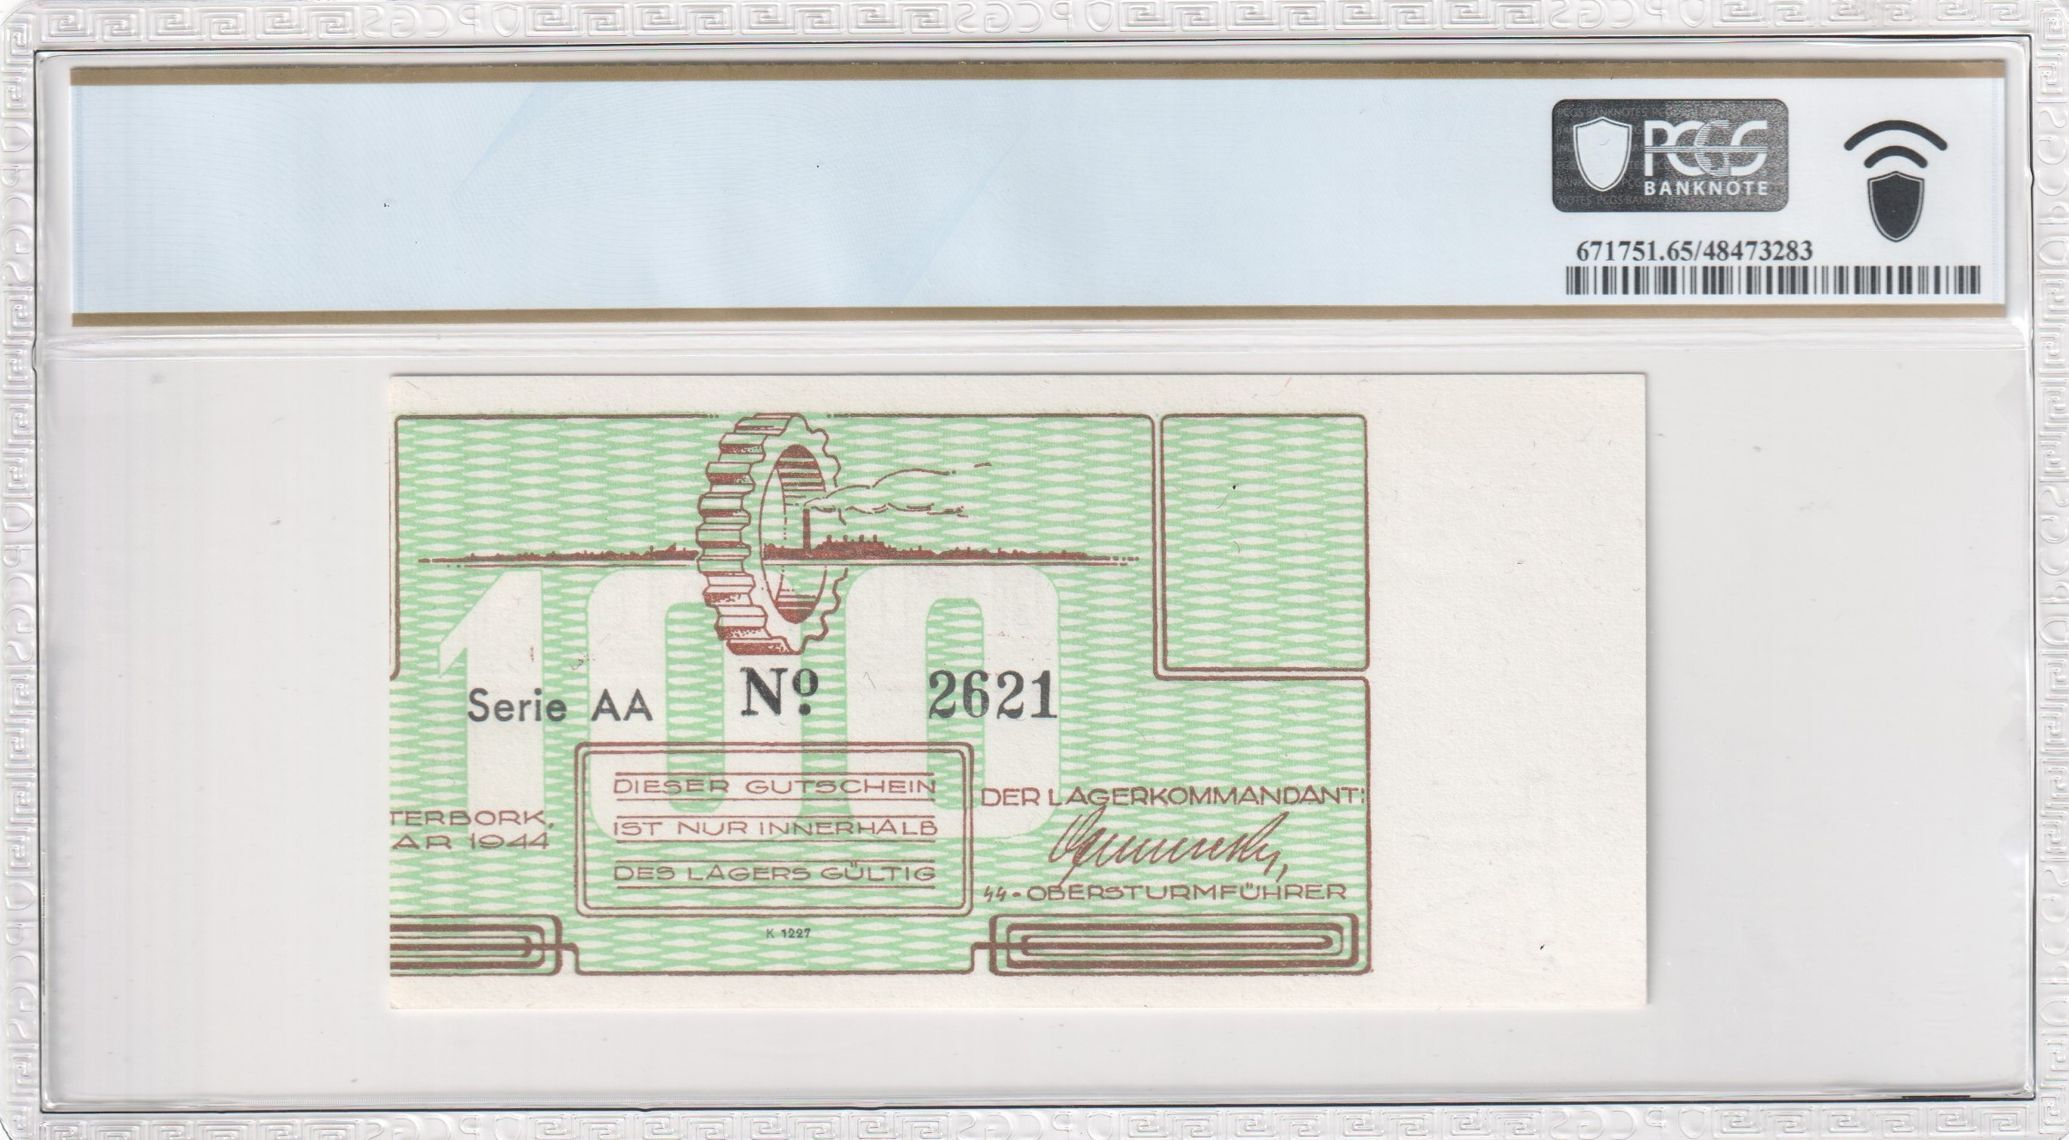 PCGS
BANKNOTE
671751.65/48473283
Serie AA Nº 2621
DIESER GUTSCHEIN
IST NUR INNERHALB
DES LAGERS GÜLTIG
TERBORK,
AR 1944
DER LAGERKOMMANDANT:
Gemmeker,
SS-OBERSTURMFÜHRER
K 1227